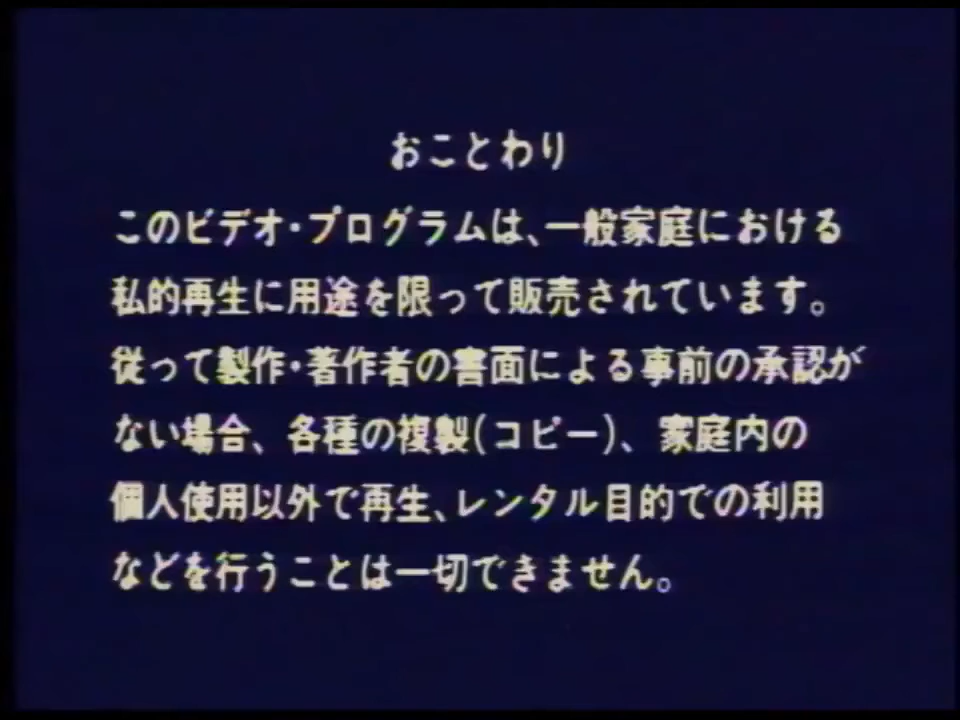 おことわり
このビデオ・プログラムは、一般家庭における
私的再生に用途を限って販売されています。
従って製作・著作者の書面による事前の承認が
ない場合、各種の複製(コピー)、家庭内の
個人使用以外で再生、レンタル目的での利用
などを行うことは一切できません。